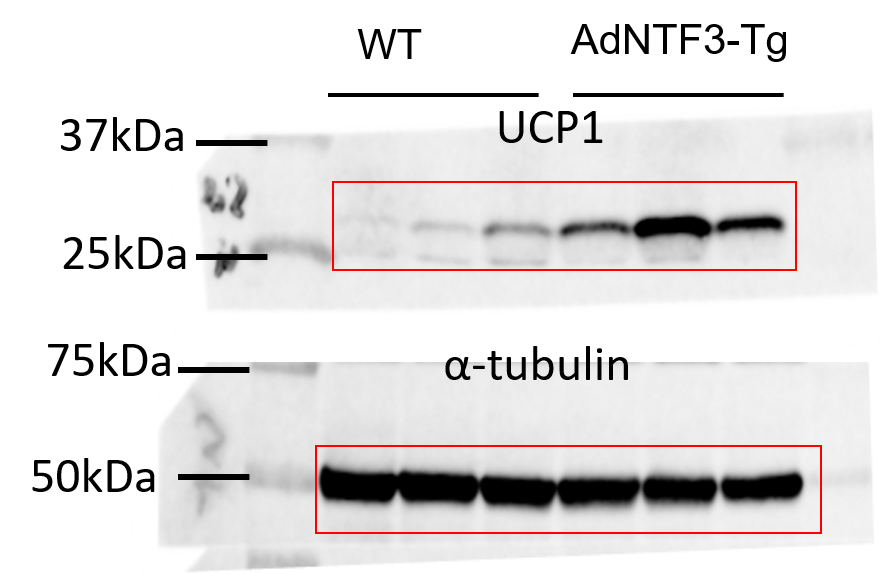 WT
AdNTF3-Tg
UCP1
37kDa
25kDa
α-tubulin
75kDa
50kDa